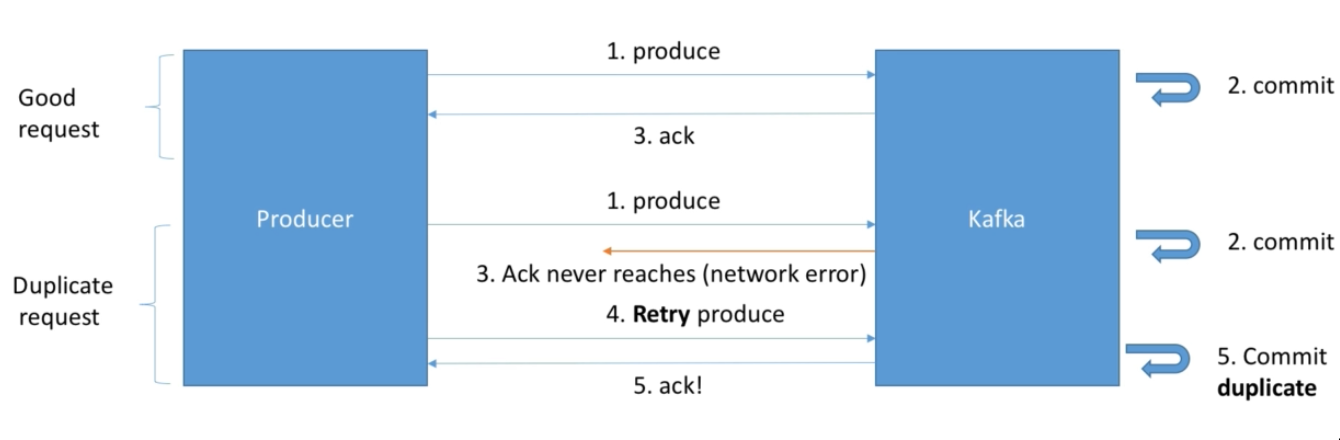 1. produce
Good
request
2. commit
3. ack
1. produce
Producer
Kafka
2. commit
3. Ack never reaches (network error)
Duplicate
request
4. Retry produce
5. Commit
duplicate
5. ack!